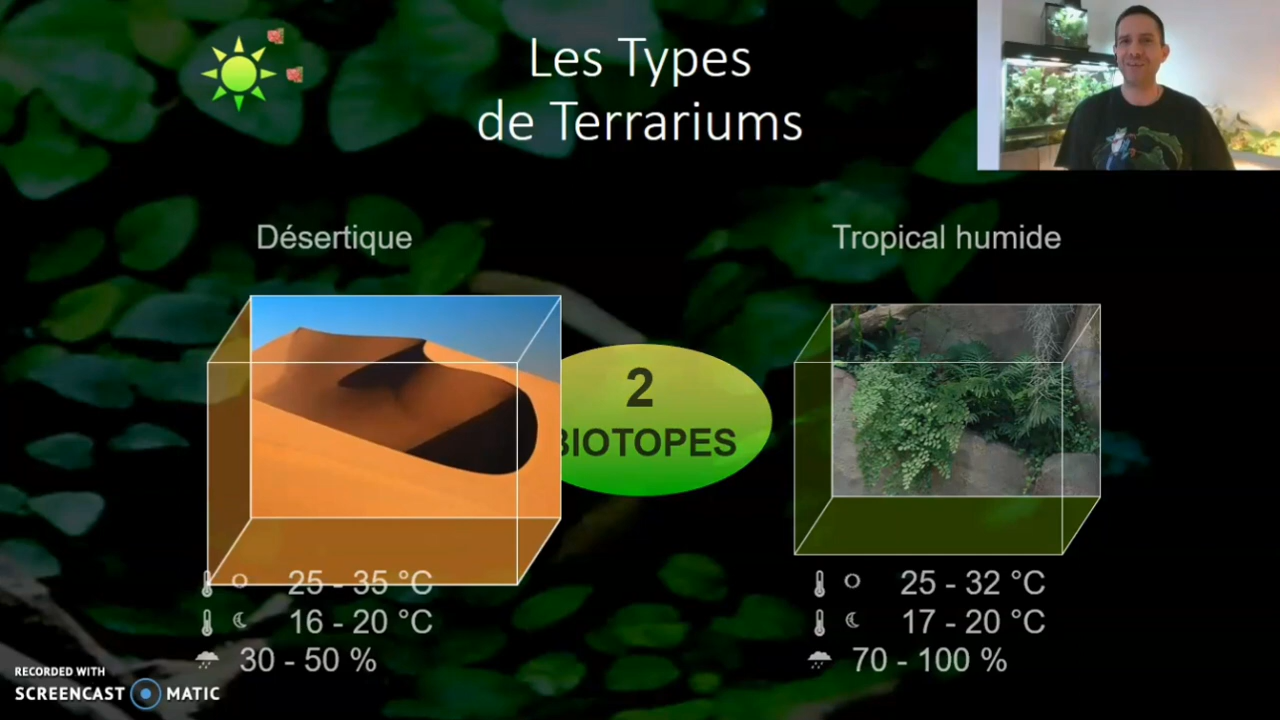 Les Types
de Terrariums
Désertique
Tropical humide
2
BIOTOPES
25 - 35 °C
16 - 20 °C
30 - 50 %
25 - 32 °C
17 - 20 °C
70 - 100 %
RECORDED WITH
SCREENCAST MATIC